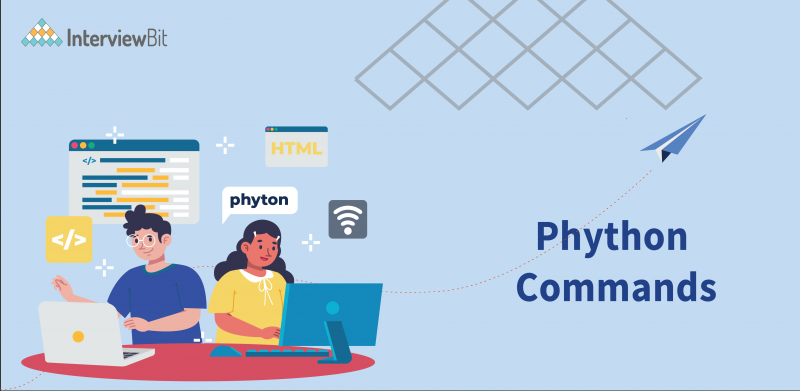 InterviewBit
</>
HTML
phyton
</>
Phython
Commands